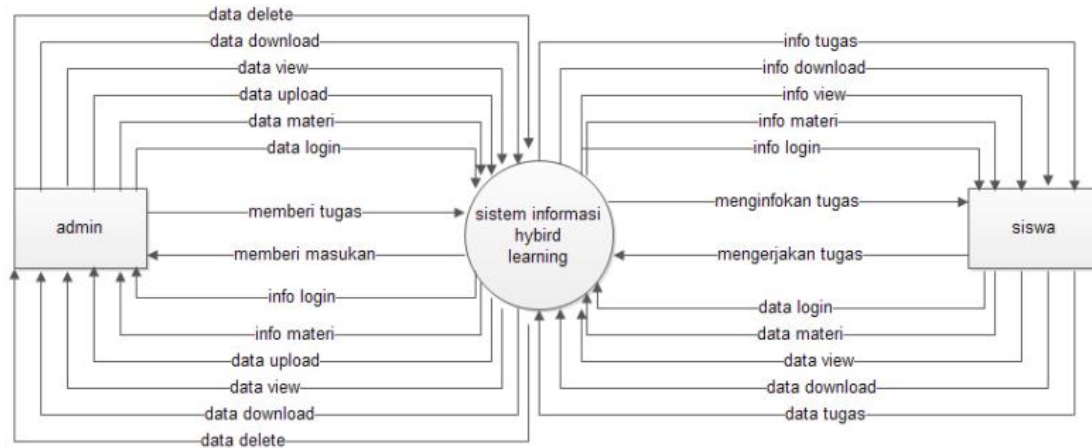 data delete
data download
data view
data upload
data materi
data login
admin
memberi tugas
memberi masukan
info login
info materi
data upload
data view
data download
data delete
sistem informasi
hybird
learning
info tugas
info download
info view
info materi
info login
menginfokan tugas
siswa
mengerjakan tugas
data login
data materi
data view
data download
data tugas